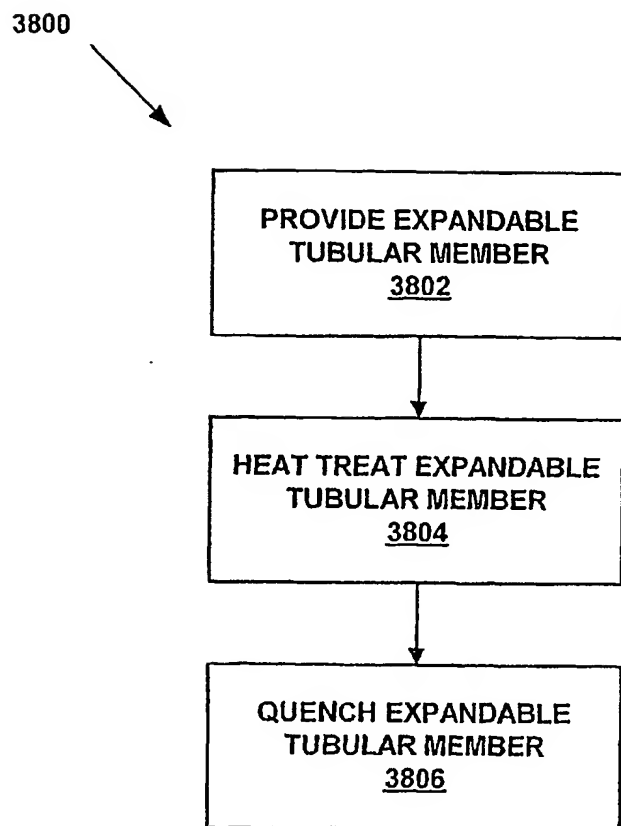 3800
PROVIDE EXPANDABLE
TUBULAR MEMBER
3802
HEAT TREAT EXPANDABLE
TUBULAR MEMBER
3804
QUENCH EXPANDABLE
TUBULAR MEMBER
3806